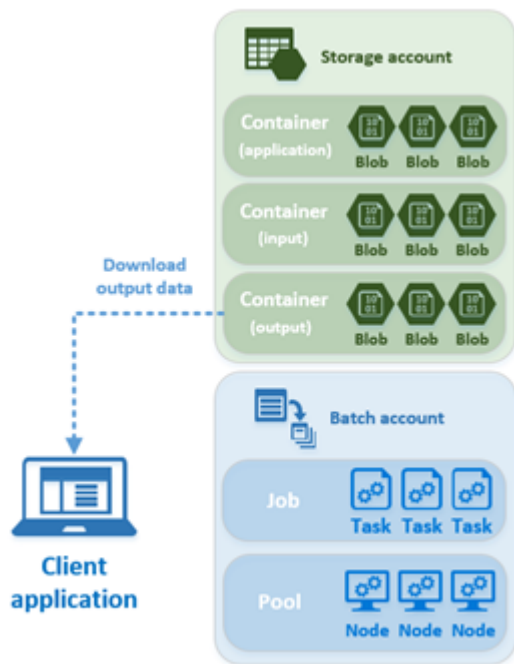 Storage account
Container
(application)
Blob Blob Blob
Container
(input)
Blob Blob Blob
Download
output data
Container
(output)
Blob Blob Blob
Batch account
Job
Task Task Task
Client
application
Pool
Node Node Node